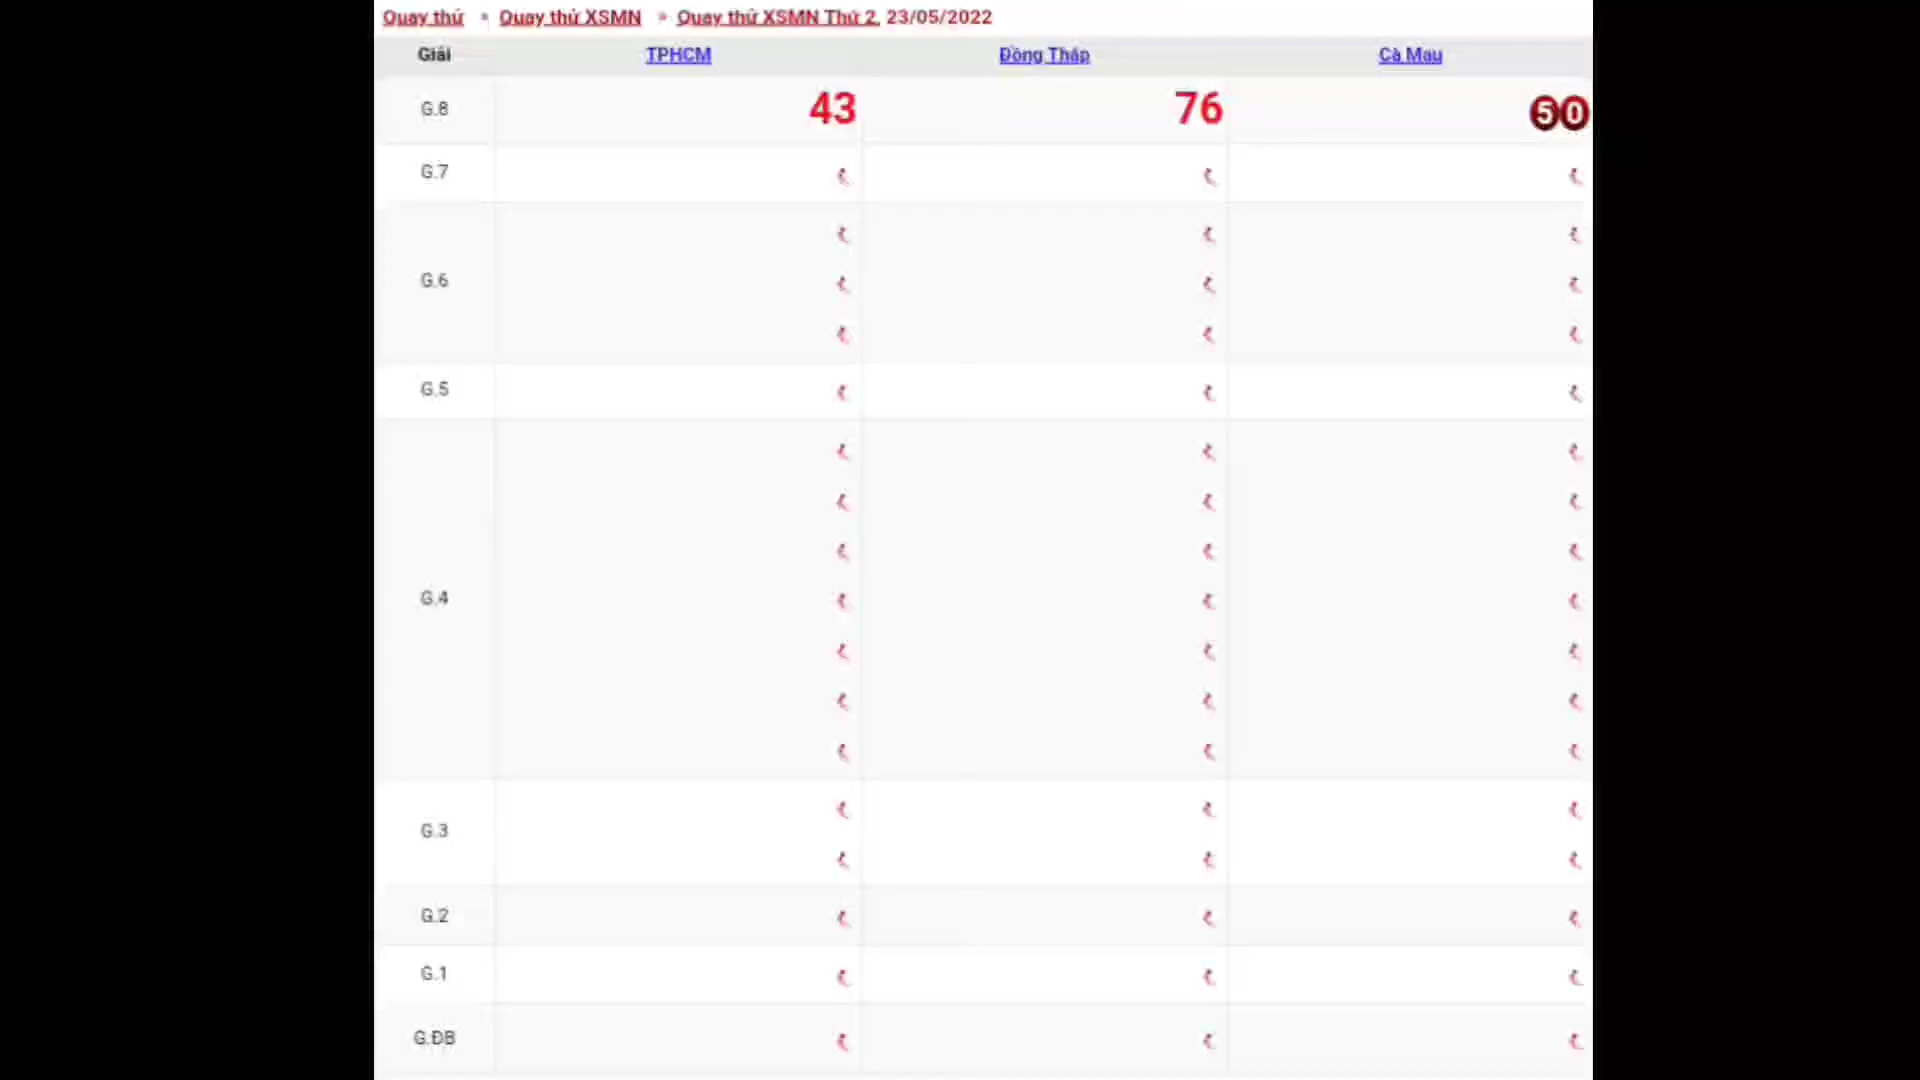 Quay thử » Quay thử XSMN » Quay thử XSMN Thứ 2, 23/05/2022
Giải TPHCM Đồng Tháp Cà Mau
G.8 43 76 50
G.7
G.6
G.5
G.4
G.3
G.2
G.1
G.ĐB